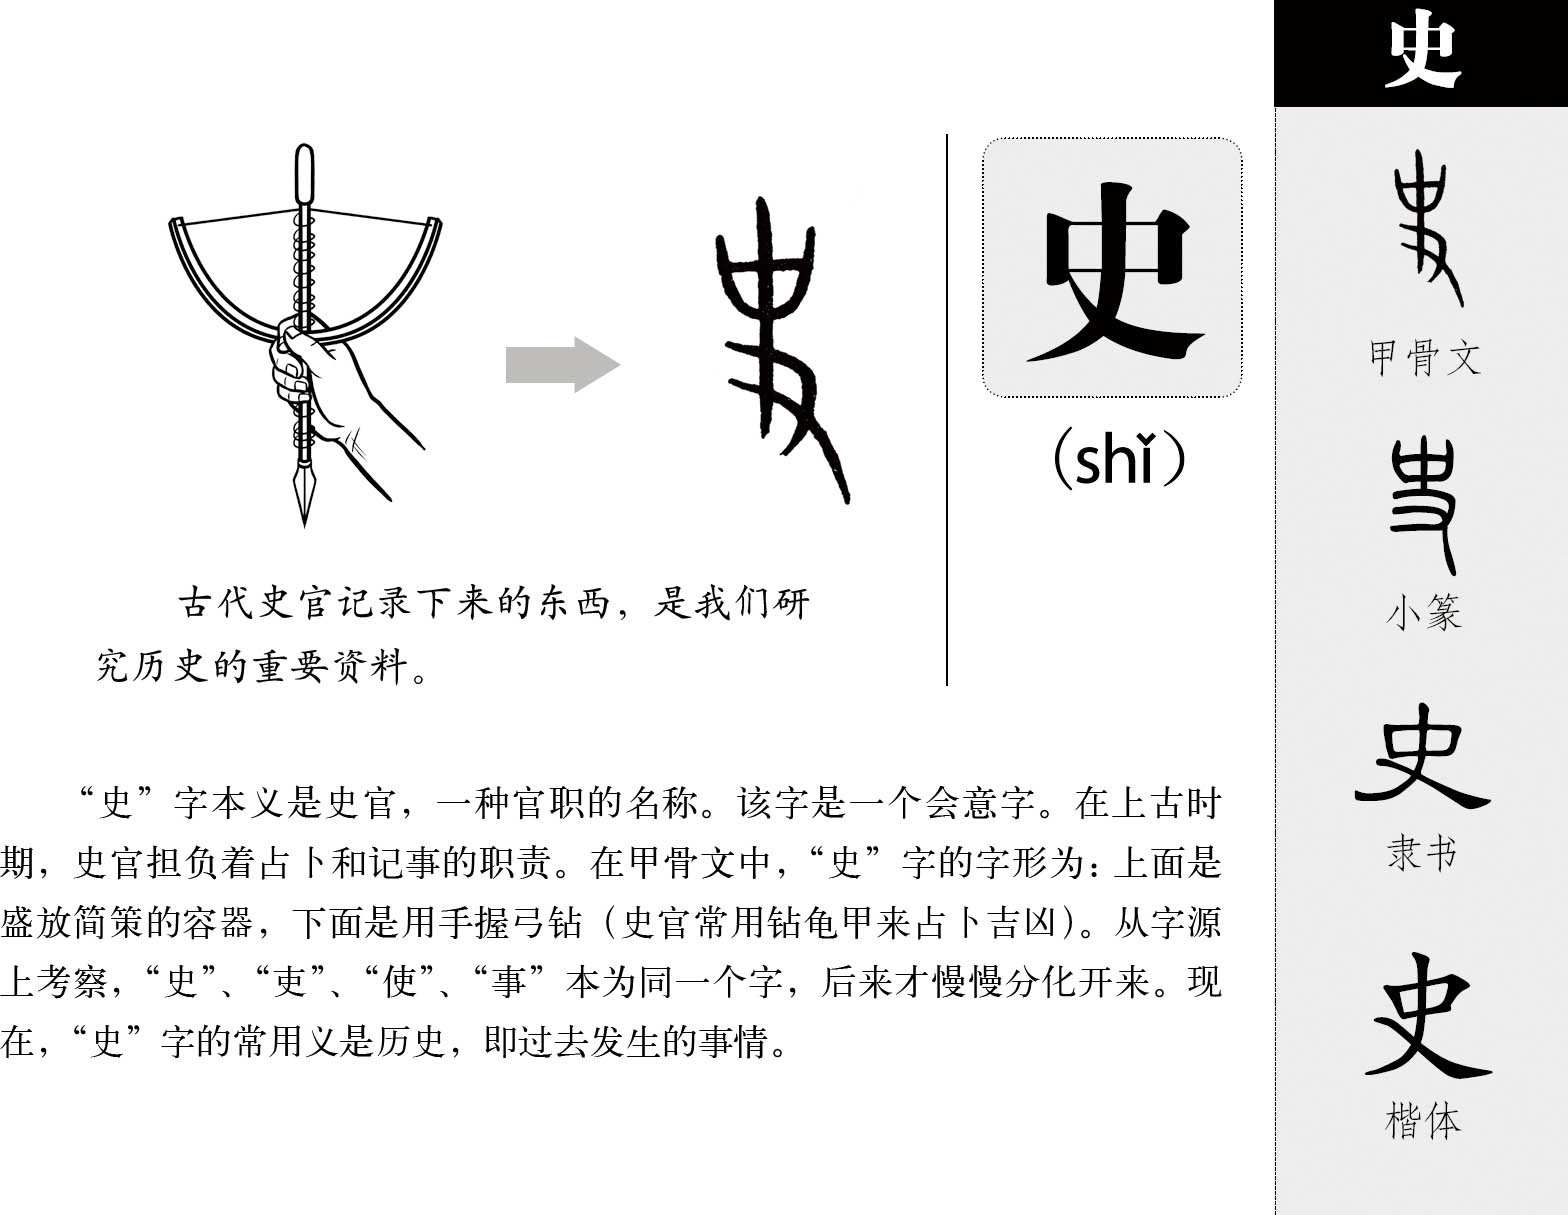 史
史
（shǐ）
古代史官记录下来的东西，是我们研
究历史的重要资料。
“史”字本义是史官，一种官职的名称。该字是一个会意字。在上古时
期，史官担负着占卜和记事的职责。在甲骨文中，“史”字的字形为：上面是
盛放简策的容器，下面是用手握弓钻（史官常用钻龟甲来占卜吉凶）。从字源
上考察，“史”、“吏”、“使”、“事”本为同一个字，后来才慢慢分化开来。现
在，“史”字的常用义是历史，即过去发生的事情。
甲骨文
小篆
史
隶书
史
楷体